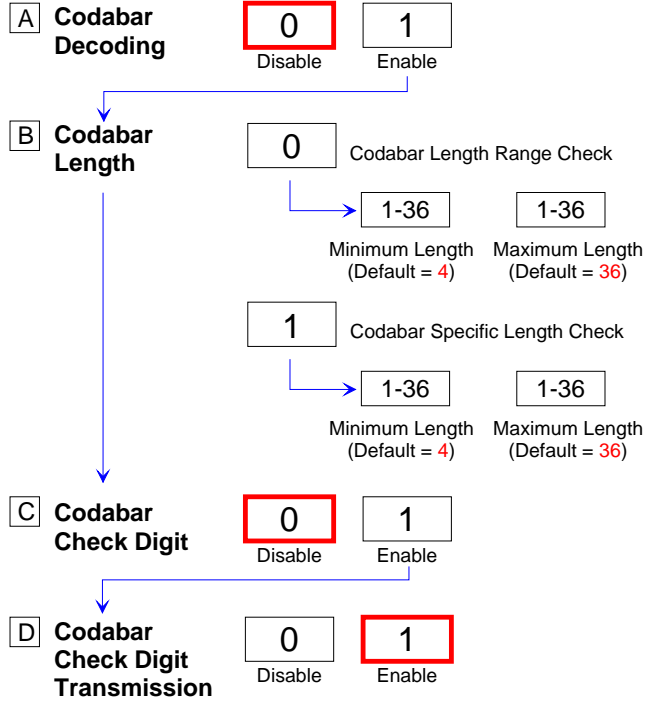 A Codabar Decoding
0 1
Disable Enable
B Codabar Length
0 Codabar Length Range Check
1-36 1-36
Minimum Length Maximum Length
(Default = 4) (Default = 36)
1 Codabar Specific Length Check
1-36 1-36
Minimum Length Maximum Length
(Default = 4) (Default = 36)
C Codabar Check Digit
0 1
Disable Enable
D Codabar Check Digit Transmission
0 1
Disable Enable